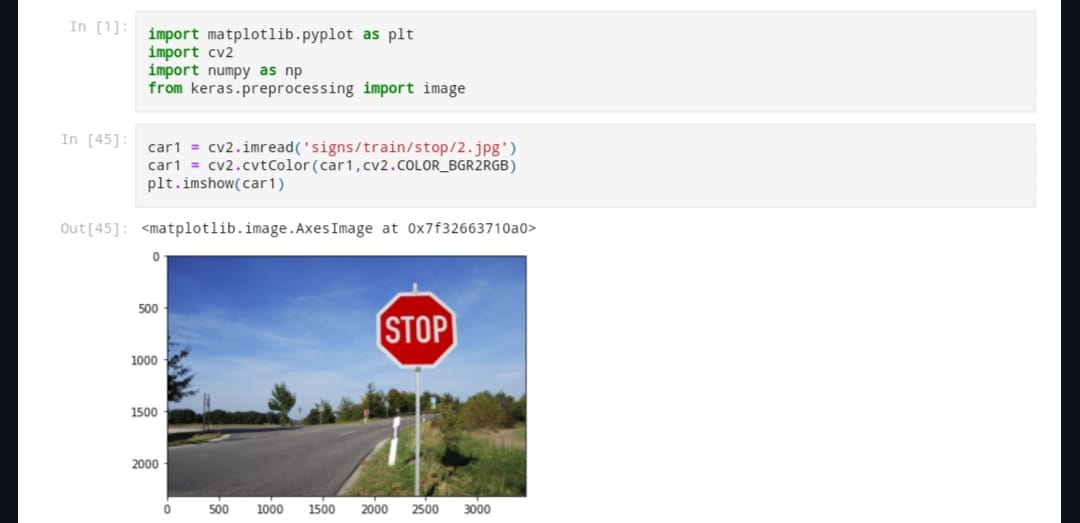 In [1]:
import matplotlib.pyplot as plt
import cv2
import numpy as np
from keras.preprocessing import image
In [45]:
car1 = cv2.imread('signs/train/stop/2.jpg')
car1 = cv2.cvtColor(car1,cv2.COLOR_BGR2RGB)
plt.imshow(car1)
Out[45]: <matplotlib.image.AxesImage at 0x7f32663710a0>
0
500
1000
1500
2000
STOP
0 500 1000 1500 2000 2500 3000